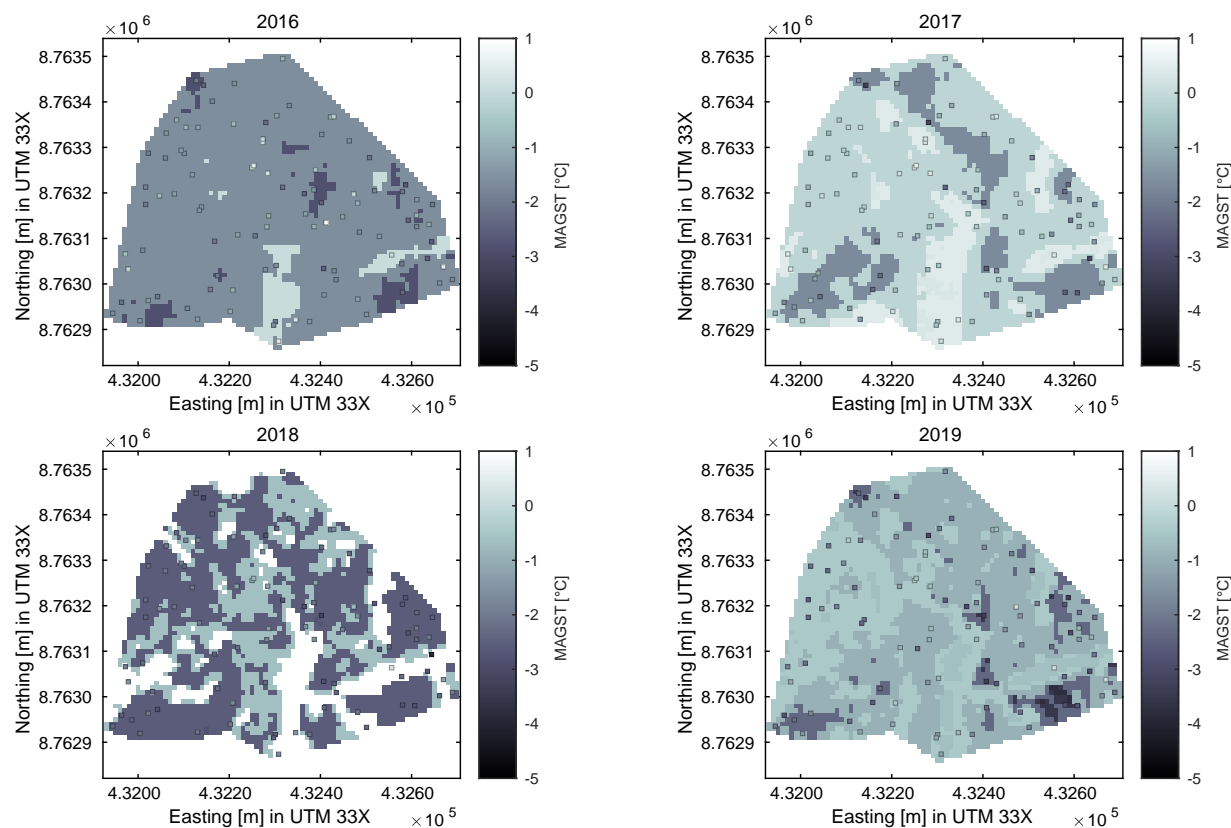 × 10 6
2016
8.7635
8.7634
8.7633
8.7632
8.7631
8.7630
8.7629
Northing [m] in UTM 33X
4.3200 4.3220 4.3240 4.3260
Easting [m] in UTM 33X
× 10 5
1
0
-1
-2
-3
-4
-5
MAGST [°C]
× 10 6
2017
8.7635
8.7634
8.7633
8.7632
8.7631
8.7630
8.7629
Northing [m] in UTM 33X
4.3200 4.3220 4.3240 4.3260
Easting [m] in UTM 33X
× 10 5
1
0
-1
-2
-3
-4
-5
MAGST [°C]
× 10 6
2018
8.7635
8.7634
8.7633
8.7632
8.7631
8.7630
8.7629
Northing [m] in UTM 33X
4.3200 4.3220 4.3240 4.3260
Easting [m] in UTM 33X
× 10 5
1
0
-1
-2
-3
-4
-5
MAGST [°C]
× 10 6
2019
8.7635
8.7634
8.7633
8.7632
8.7631
8.7630
8.7629
Northing [m] in UTM 33X
4.3200 4.3220 4.3240 4.3260
Easting [m] in UTM 33X
× 10 5
1
0
-1
-2
-3
-4
-5
MAGST [°C]